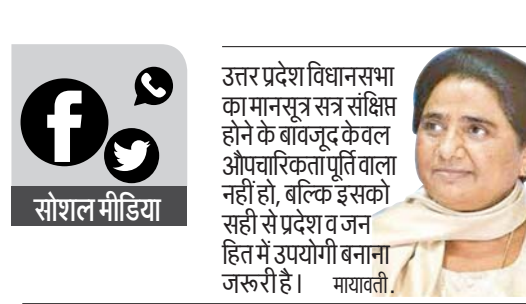 सोशल मीडिया
उत्तर प्रदेश विधानसभा
का मानसूत्र सत्र संक्षिप्त
होने के बावजूद केवल
औपचारिकता पूर्ति वाला
नहीं हो, बल्कि इसको
सही से प्रदेश व जन
हित में उपयोगी बनाना
जरूरी है। मायावती.